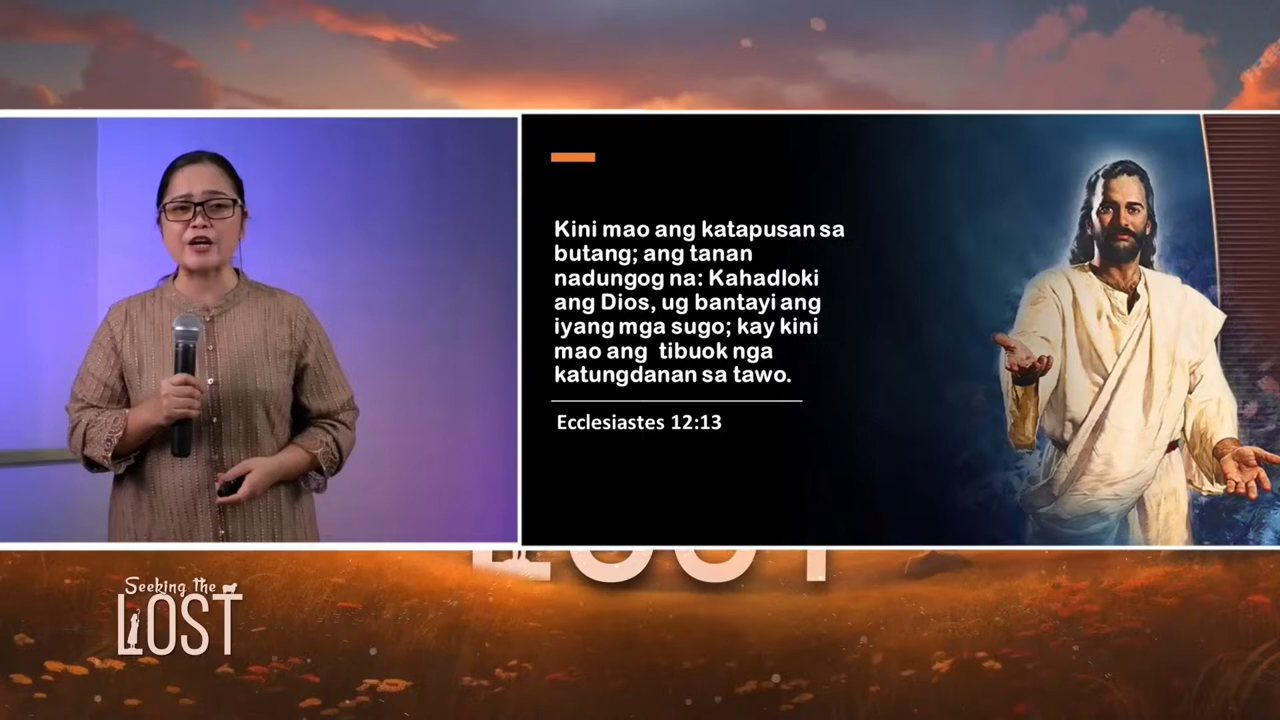 Kini mao ang katapusan sa
butang; ang tanan
nadungog na: Kahadloki
ang Dios, ug bantayi ang
iyang mga sugo; kay kini
mao ang tibuok nga
katungdanan sa tawo.
Ecclesiastes 12:13
LOST
Seeking the
LOST